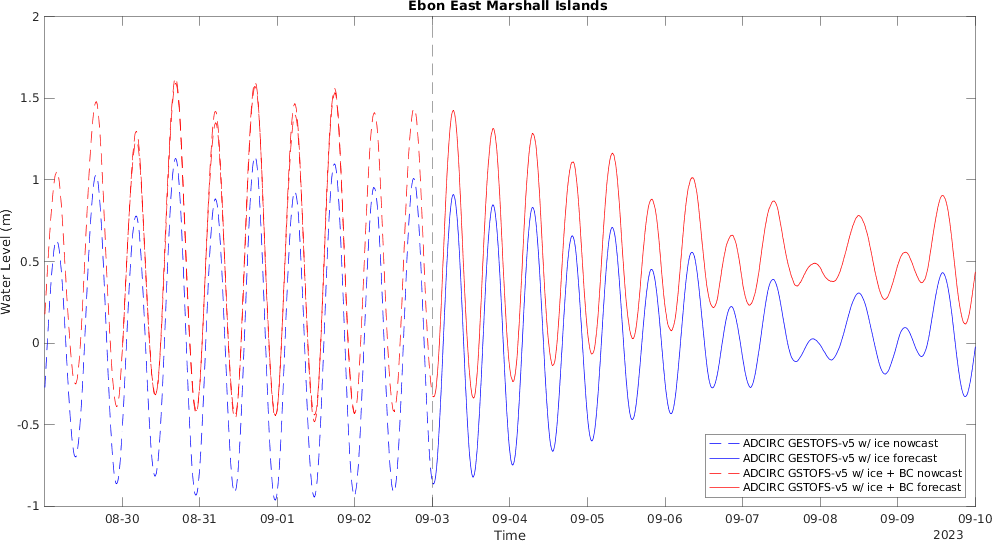 Ebon East Marshall Islands
2
1.5
1
0.5
0
-0.5
-1
Water Level (m)
ADCIRC GESTOFS-v5 w/ ice nowcast
ADCIRC GESTOFS-v5 w/ ice forecast
ADCIRC GSTOFS-v5 w/ ice + BC nowcast
ADCIRC GSTOFS-v5 w/ ice + BC forecast
08-30 08-31 09-01 09-02 09-03 09-04 09-05 09-06 09-07 09-08 09-09 09-10
Time
2023